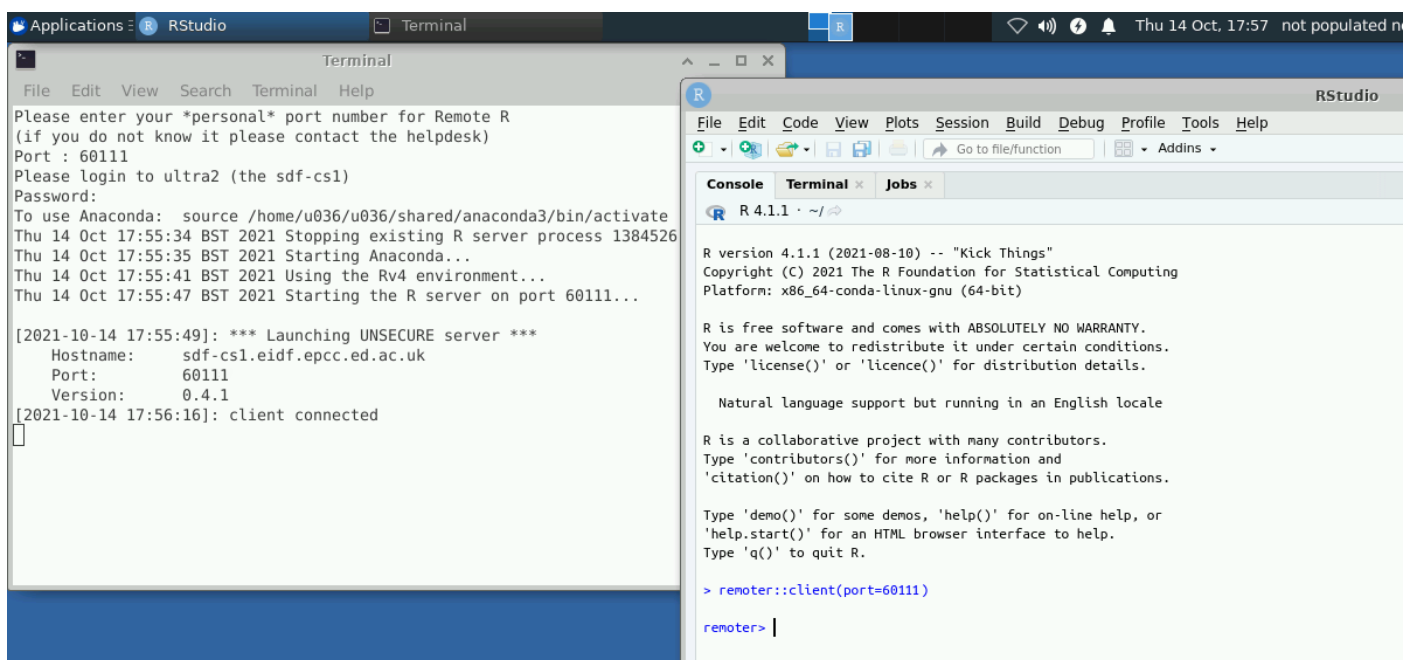 Applications RStudio Terminal R Thu 14 Oct, 17:57 not populated
Terminal
File Edit View Search Terminal Help
Please enter your *personal* port number for Remote R
(if you do not know it please contact the helpdesk)
Port : 60111
Please login to ultra2 (the sdf-cs1)
Password:
To use Anaconda:  source /home/u036/u036/shared/anaconda3/bin/activate
Thu 14 Oct 17:55:34 BST 2021 Stopping existing R server process 1384526
Thu 14 Oct 17:55:35 BST 2021 Starting Anaconda...
Thu 14 Oct 17:55:41 BST 2021 Using the Rv4 environment...
Thu 14 Oct 17:55:47 BST 2021 Starting the R server on port 60111...
[2021-10-14 17:55:49]: *** Launching UNSECURE server ***
Hostname: sdf-cs1.eidf.epcc.ed.ac.uk
Port: 60111
Version: 0.4.1
[2021-10-14 17:56:16]: client connected
R RStudio
File Edit Code View Plots Session Build Debug Profile Tools Help
Go to file/function Addins
Console Terminal Jobs
R R 4.1.1 · ~/
R version 4.1.1 (2021-08-10) -- "Kick Things"
Copyright (C) 2021 The R Foundation for Statistical Computing
Platform: x86_64-conda-linux-gnu (64-bit)
R is free software and comes with ABSOLUTELY NO WARRANTY.
You are welcome to redistribute it under certain conditions.
Type 'license()' or 'licence()' for distribution details.
Natural language support but running in an English locale
R is a collaborative project with many contributors.
Type 'contributors()' for more information and
'citation()' on how to cite R or R packages in publications.
Type 'demo()' for some demos, 'help()' for on-line help, or
'help.start()' for an HTML browser interface to help.
Type 'q()' to quit R.
> remoter::client(port=60111)
remoter>